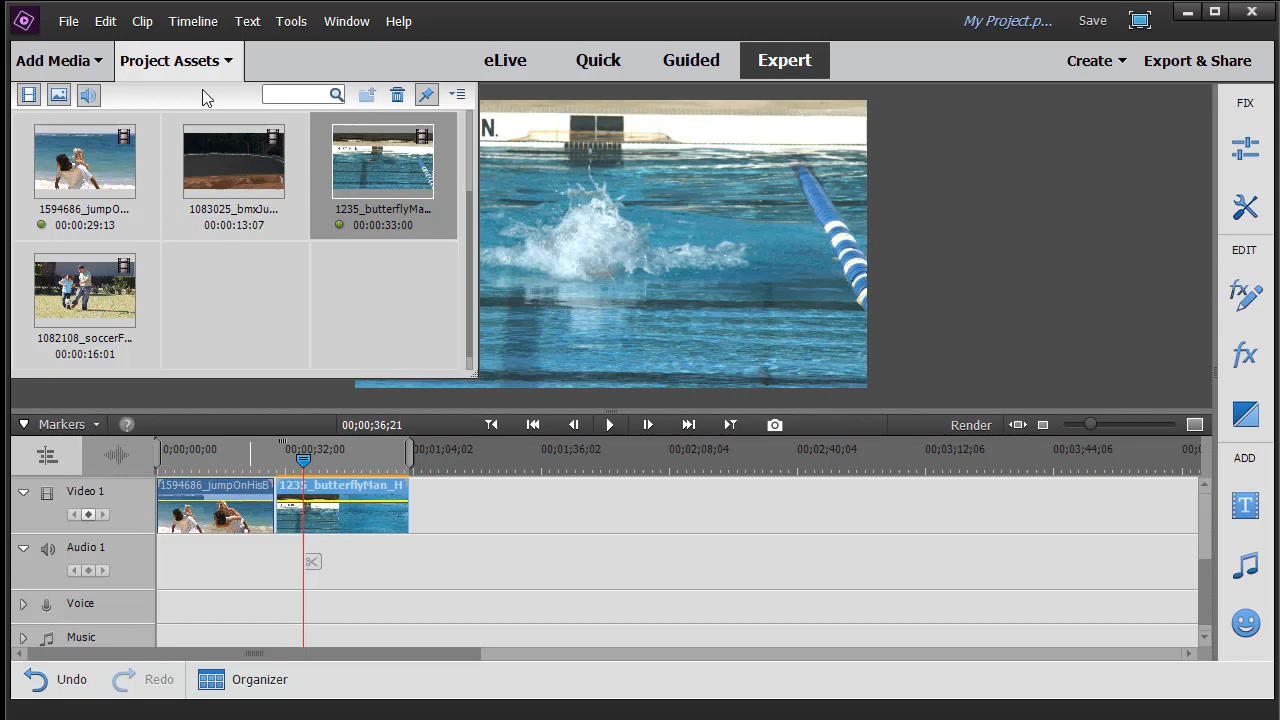 File Edit Clip Timeline Text Tools Window Help My Project.p... Save
Add Media Project Assets eLive Quick Guided Expert Create Export & Share
FIX
N.
1594686_jumpO... 1083025_bmxJu... 1235_butterflyMa...
00:00:29:13 00:00:13:07 00:00:33:00
EDIT
1082108_soccerF...
00:00:16:01
Markers ? 00;00;36;21 Render
;00;00;00 00;00;32;00 00;01;04;02 00;01;36;02 00;02;08;04 00;02;40;04 00;03;12;06 00;03;44;06
ADD
Video 1 1594686_jumpOnHisB 1235_butterflyMan_H
Audio 1
Voice
Music
Undo Redo Organizer